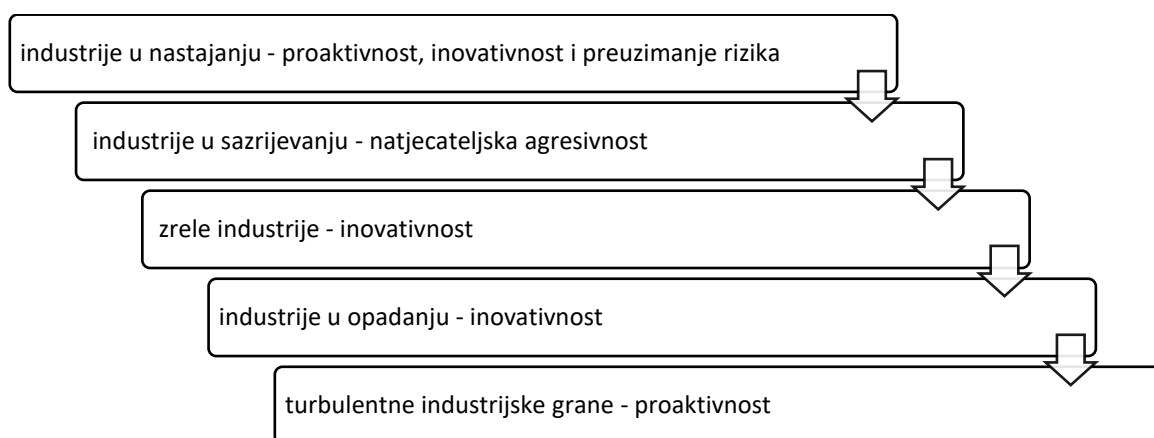 industrije u nastajanju - proaktivnost, inovativnost i preuzimanje rizika
industrije u sazrijevanju - natjecateljska agresivnost
zrele industrije - inovativnost
industrije u opadanju - inovativnost
turbulentne industrijske grane - proaktivnost